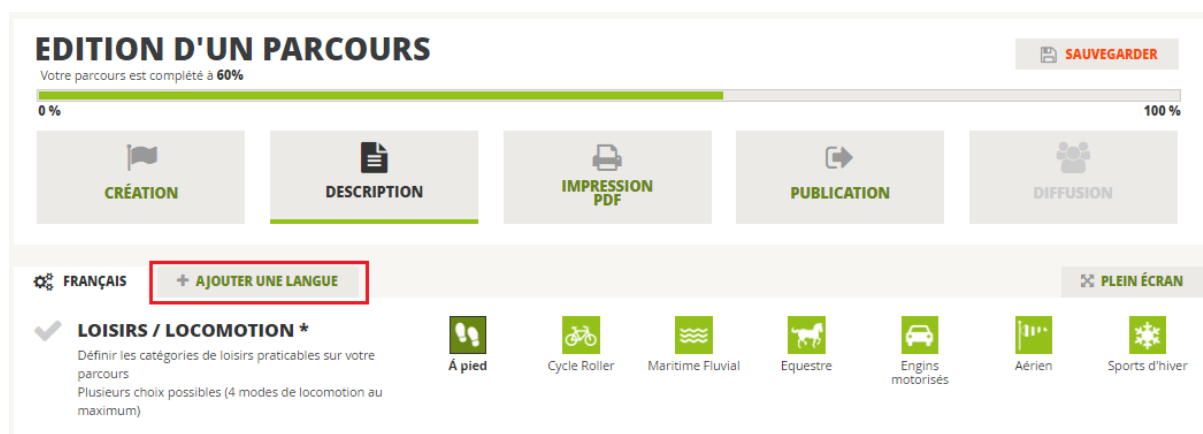 EDITION D'UN PARCOURS
SAUVEGARDER
Votre parcours est complété à 60%
0 %
100 %
CRÉATION
DESCRIPTION
IMPRESSION
PDF
PUBLICATION
DIFFUSION
FRANÇAIS
AJOUTER UNE LANGUE
PLEIN ÉCRAN
LOISIRS / LOCOMOTION *
Définir les catégories de loisirs praticables sur votre
parcours
Plusieurs choix possibles (4 modes de locomotion au
maximum)
Á pied
Cycle Roller
Maritime Fluvial
Equestre
Engins
motorisés
Aérien
Sports d'hiver